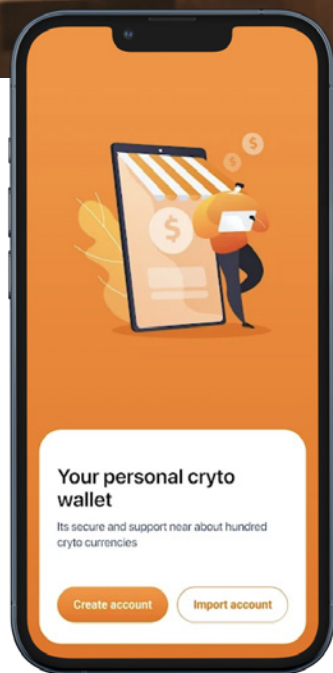 $
$
$
Your personal cryto
wallet
Its secure and support near about hundred
cryto currencies
Create account
Import account